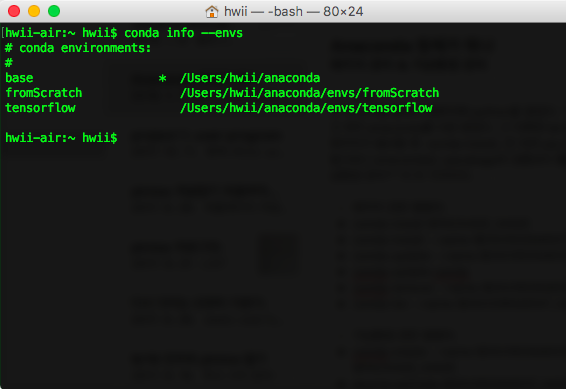 hwii — -bash — 80×24
[hwii-air:~ hwii$ conda info --envs
# conda environments:
#
base                  *  /Users/hwii/anaconda
fromScratch              /Users/hwii/anaconda/envs/fromScratch
tensorflow               /Users/hwii/anaconda/envs/tensorflow
hwii-air:~ hwii$